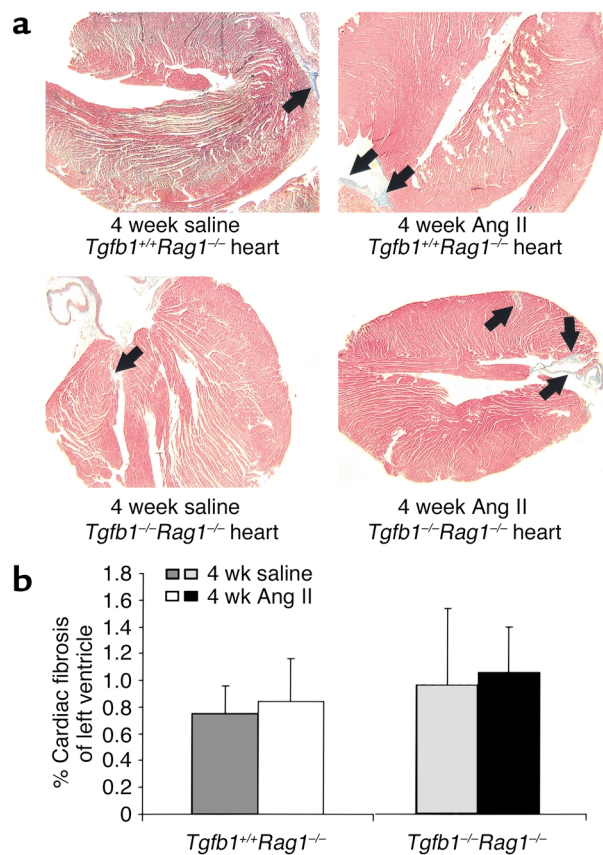 a
4 week saline
Tgfb1+/+Rag1–/– heart
4 week Ang II
Tgfb1+/+Rag1–/– heart
4 week saline
Tgfb1–/–Rag1–/– heart
4 week Ang II
Tgfb1–/–Rag1–/– heart
b
% Cardiac fibrosis
of left ventricle
1.8
1.6
1.4
1.2
1.0
0.8
0.6
0.4
0.2
0
4 wk saline
4 wk Ang II
Tgfb1+/+Rag1–/–
Tgfb1–/–Rag1–/–